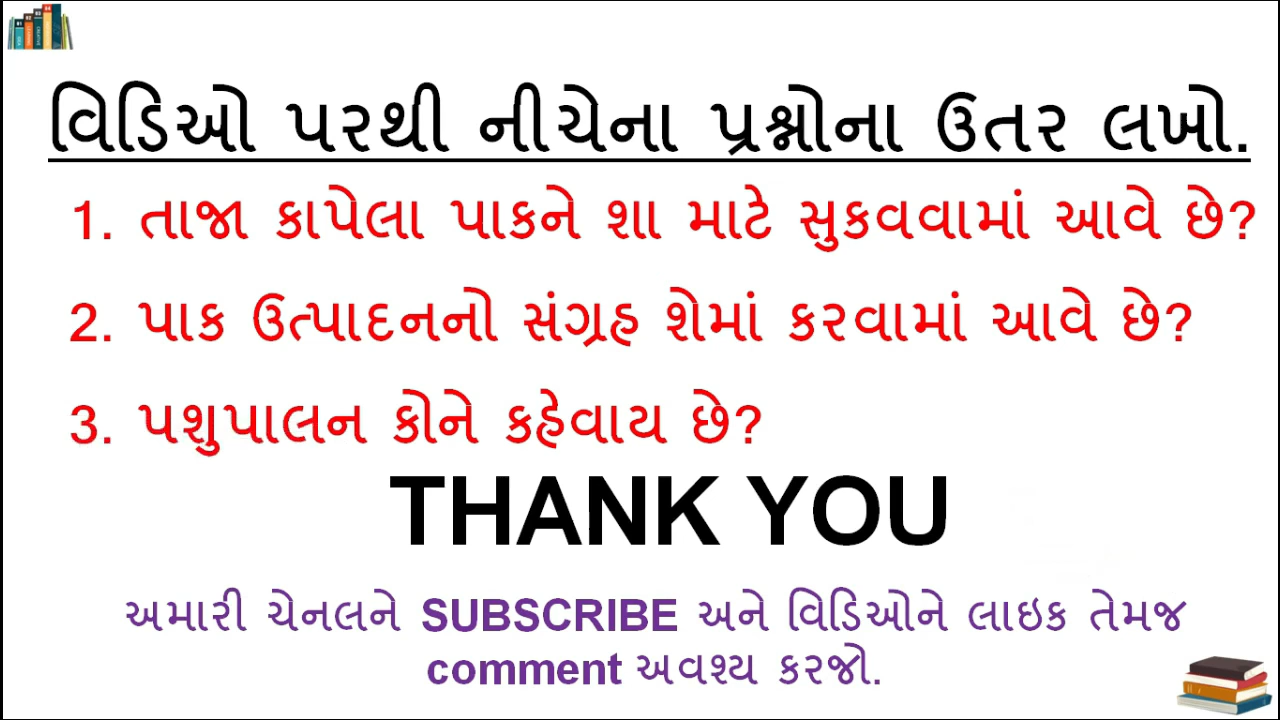 વિડિઓ પરથી નીચેના પ્રશ્નોના ઉતર લખો.
1. તાજા કાપેલા પાકને શા માટે સુકવવામાં આવે છે?
2. પાક ઉત્પાદનનો સંગ્રહ શેમાં કરવામાં આવે છે?
3. પશુપાલન કોને કહેવાય છે?
THANK YOU
અમારી ચેનલને SUBSCRIBE અને વિડિઓને લાઇક તેમજ
comment અવશ્ય કરજો.